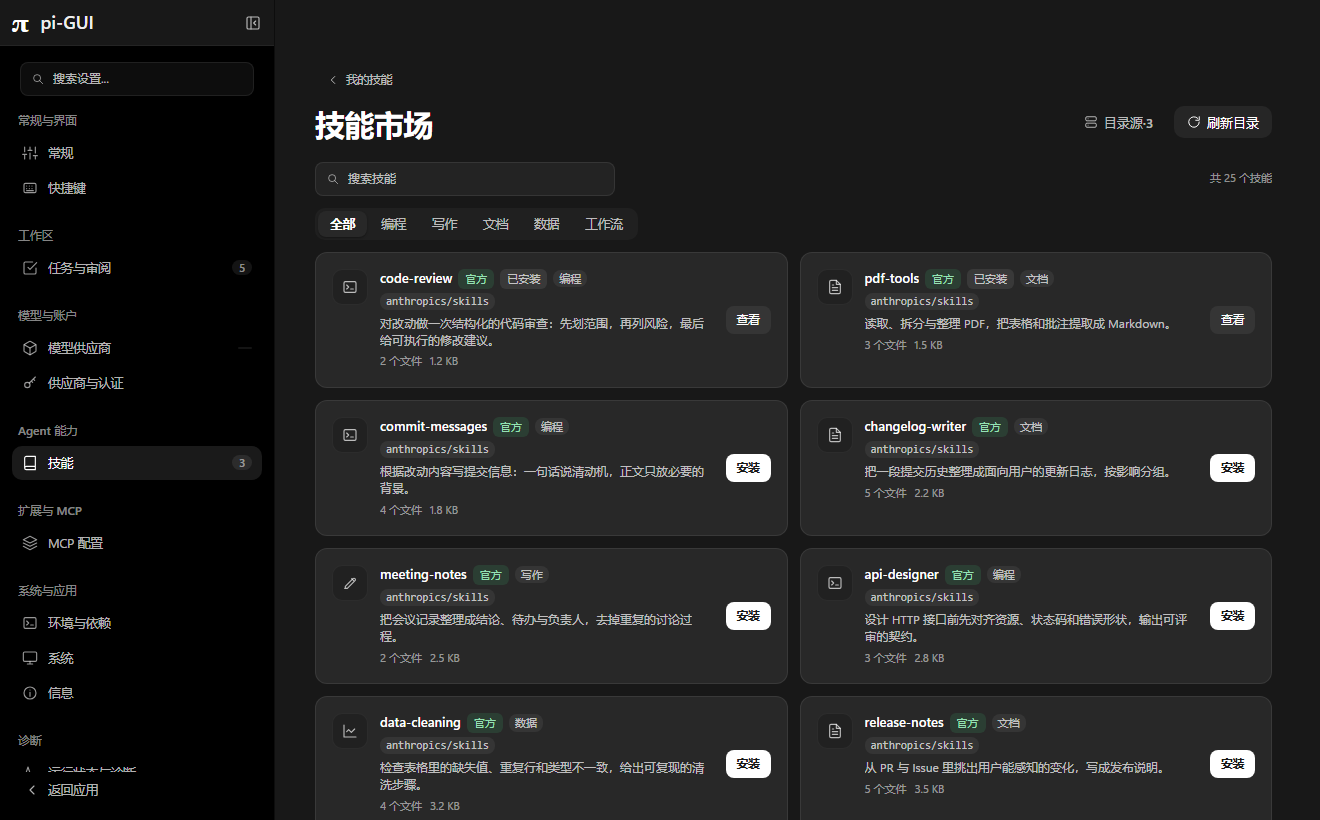 π pi-GUI
搜索设置...
常规与界面
常规
快捷键
工作区
任务与审阅 5
模型与账户
模型供应商
供应商与认证
Agent 能力
技能 3
扩展与 MCP
MCP 配置
系统与应用
环境与依赖
系统
信息
诊断
返回应用
我的技能
技能市场
目录源·3 刷新目录
搜索技能
共 25 个技能
全部 编程 写作 文档 数据 工作流
code-review 官方 已安装 编程
anthropics/skills
对改动做一次结构化的代码审查：先划范围，再列风险，最后
给可执行的修改建议。
2 个文件 1.2 KB
查看
pdf-tools 官方 已安装 文档
anthropics/skills
读取、拆分与整理 PDF，把表格和批注提取成 Markdown。
3 个文件 1.5 KB
查看
commit-messages 官方 编程
anthropics/skills
根据改动内容写提交信息：一句话说清动机，正文只放必要的
背景。
4 个文件 1.8 KB
安装
changelog-writer 官方 文档
anthropics/skills
把一段提交历史整理成面向用户的更新日志，按影响分组。
5 个文件 2.2 KB
安装
meeting-notes 官方 写作
anthropics/skills
把会议记录整理成结论、待办与负责人，去掉重复的讨论过
程。
2 个文件 2.5 KB
安装
api-designer 官方 编程
anthropics/skills
设计 HTTP 接口前先对齐资源、状态码和错误形状，输出可评
审的契约。
3 个文件 2.8 KB
安装
data-cleaning 官方 数据
anthropics/skills
检查表格里的缺失值、重复行和类型不一致，给出可复现的清
洗步骤。
4 个文件 3.2 KB
安装
release-notes 官方 文档
anthropics/skills
从 PR 与 Issue 里挑出用户能感知的变化，写成发布说明。
5 个文件 3.5 KB
安装